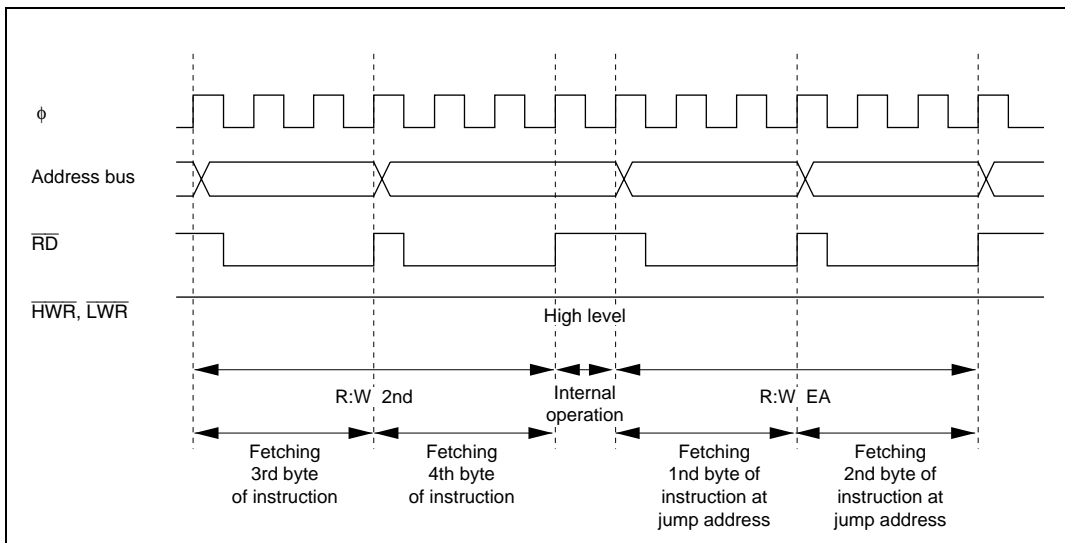 ϕ
Address bus
RD
HWR, LWR
High level
R:W 2nd
Internal
operation
R:W EA
Fetching
3rd byte
of instruction
Fetching
4th byte
of instruction
Fetching
1nd byte of
instruction at
jump address
Fetching
2nd byte of
instruction at
jump address